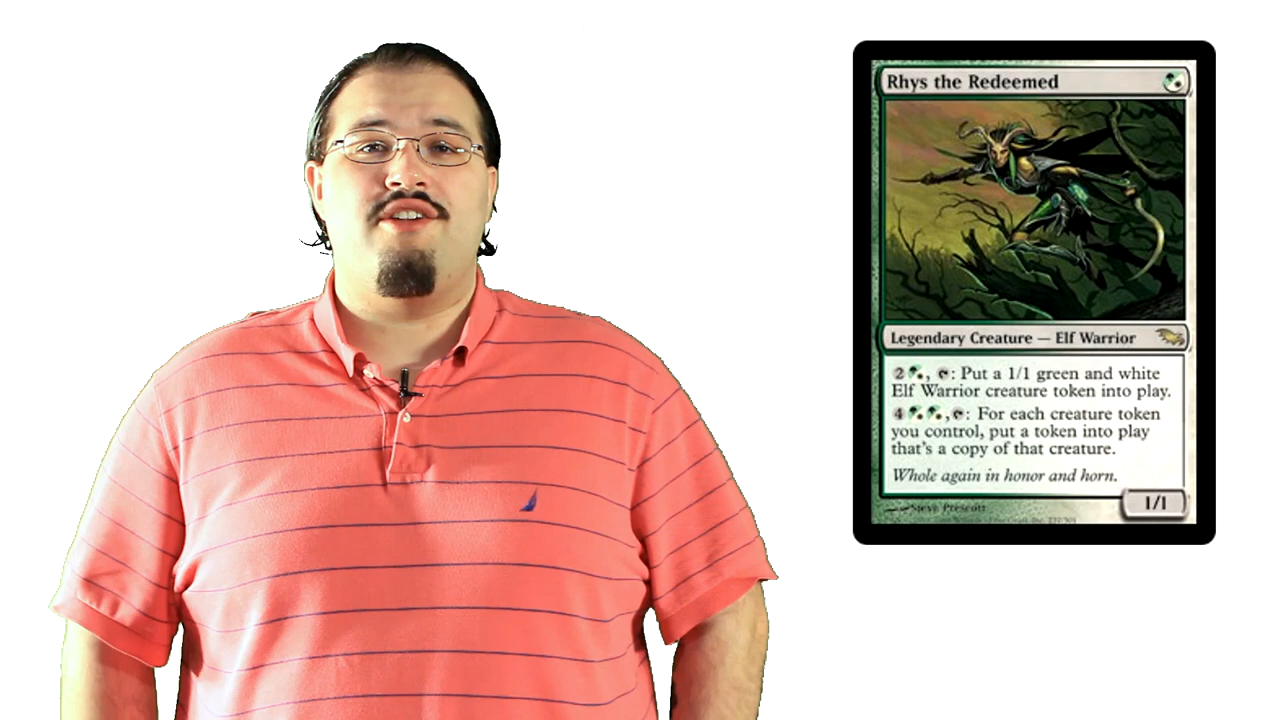 Rhys the Redeemed
Legendary Creature — Elf Warrior
2 , : Put a 1/1 green and white
Elf Warrior creature token into play.
4 , : For each creature token
you control, put a token into play
that's a copy of that creature.
Whole again in honor and horn.
Steve Prescott
1/1